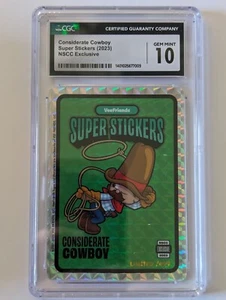 CGC
CERTIFIED GUARANTY COMPANY
Considerate Cowboy
Super Stickers (2023)
NSCC Exclusive
GEM MINT
10
VeeFriends
SUPER STICKERS
CONSIDERATE
COWBOY